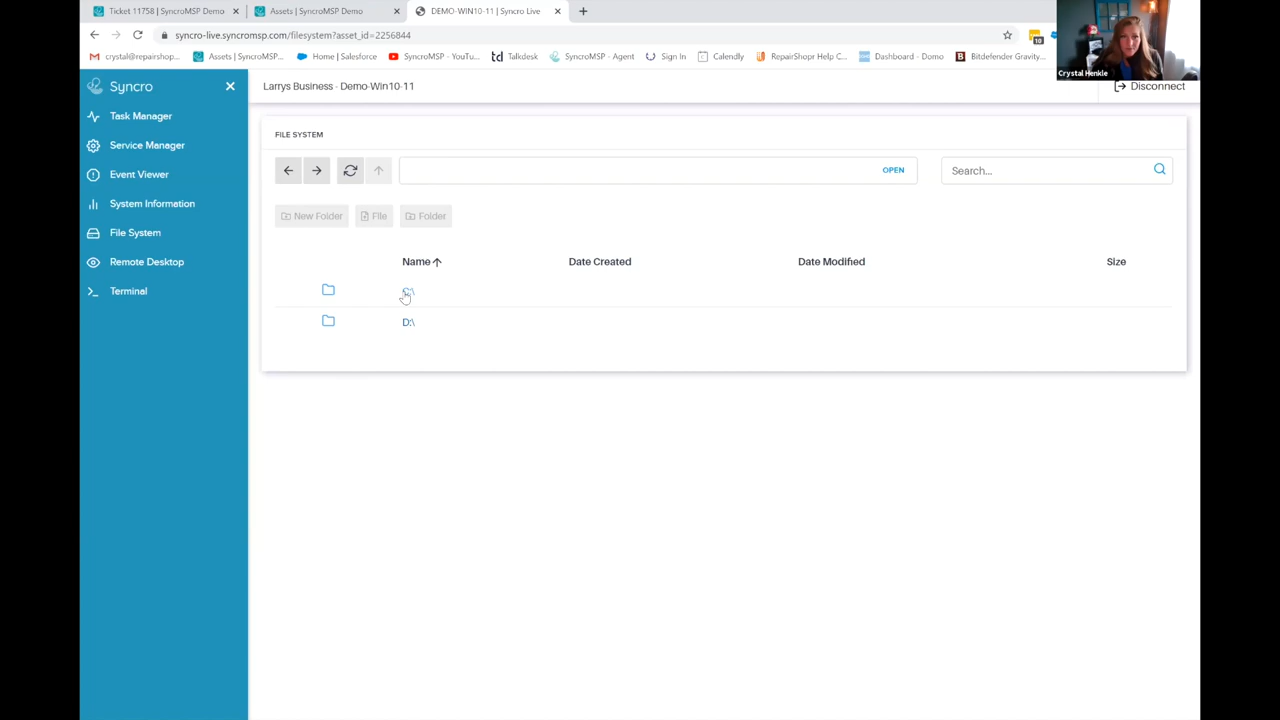 Ticket 11758 | SyncroMSP Demo
Assets | SyncroMSP Demo
DEMO-WIN10-11 | Syncro Live
syncro-live.syncromsp.com/filesystem?asset_id=2256844
10
crystal@repairshop...
Assets | SyncroMSP...
Home | Salesforce
SyncroMSP - YouTu...
Talkdesk
SyncroMSP - Agent
Sign In
Calendly
RepairShopr Help C...
Dashboard - Domo
Bitdefender Gravity...
Crystal Henkle
Syncro
Larrys Business - Demo-Win10-11
Disconnect
Task Manager
Service Manager
Event Viewer
System Information
File System
Remote Desktop
Terminal
FILE SYSTEM
OPEN
Search...
New Folder
File
Folder
Name
Date Created
Date Modified
Size
C:\
D:\